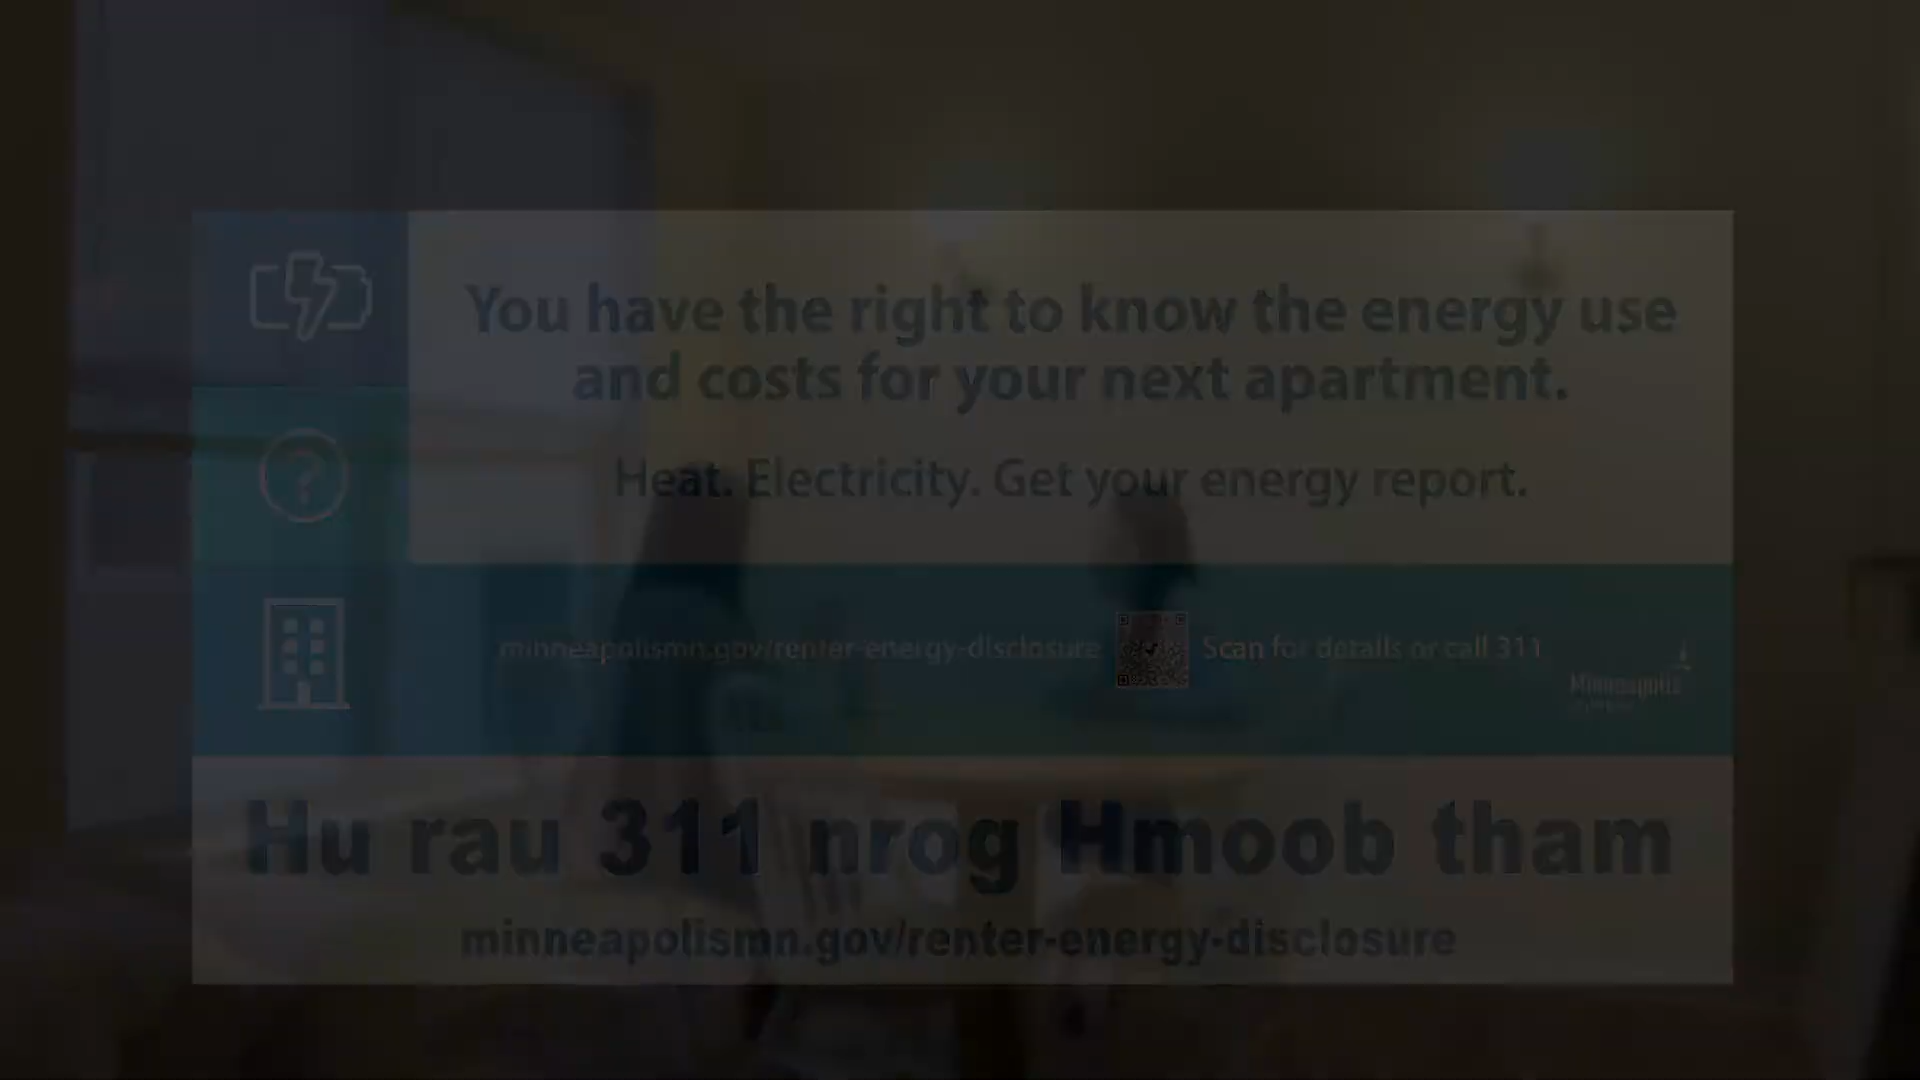 You have the right to know the energy use
and costs for your next apartment.
Heat. Electricity. Get your energy report.
minneapolismn.gov/renter-energy-disclosure
Scan for details or call 311
Minneapolis
Hu rau 311 nrog Hmoob tham
minneapolismn.gov/renter-energy-disclosure